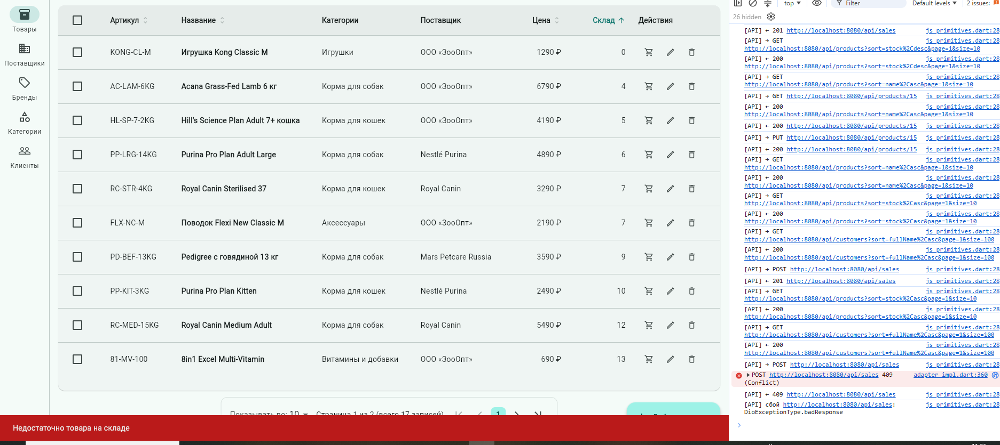 Товары
Поставщики
Бренды
Категории
Клиенты
Артикул Название Категории Поставщик Цена Склад Действия
KONG-CL-M Игрушка Kong Classic M Игрушки ООО «ЗооОпт» 1290 ₽ 0
AC-LAM-6KG Acana Grass-Fed Lamb 6 кг Корма для собак ООО «ЗооОпт» 6790 ₽ 4
HL-SP-7-2KG Hill's Science Plan Adult 7+ кошка Корма для кошек ООО «ЗооОпт» 4190 ₽ 5
PP-LRG-14KG Purina Pro Plan Adult Large Корма для собак Nestlé Purina 4890 ₽ 6
RC-STR-4KG Royal Canin Sterilised 37 Корма для кошек Royal Canin 3290 ₽ 7
FLX-NC-M Поводок Flexi New Classic M Аксессуары ООО «ЗооОпт» 2190 ₽ 7
PD-BEF-13KG Pedigree с говядиной 13 кг Корма для собак Mars Petcare Russia 3590 ₽ 9
PP-KIT-3KG Purina Pro Plan Kitten Корма для кошек Nestlé Purina 2490 ₽ 10
RC-MED-15KG Royal Canin Medium Adult Корма для собак Royal Canin 5490 ₽ 12
81-MV-100 8in1 Excel Multi-Vitamin Витамины и добавки ООО «ЗооОпт» 690 ₽ 13
Показывать по: 10 Страница 1 из 2 (всего 17 записей) 1
Недостаточно товара на складе
top Filter Default levels 2 issues:
26 hidden
[API] ← 201 http://localhost:8080/api/sales js_primitives.dart:28
[API] → GET js_primitives.dart:28
http://localhost:8080/api/products?sort=stock%2Cdesc&page=1&size=10
[API] ← 200 js_primitives.dart:28
http://localhost:8080/api/products?sort=stock%2Cdesc&page=1&size=10
[API] → GET js_primitives.dart:28
http://localhost:8080/api/products?sort=name%2Casc&page=1&size=10
[API] → GET http://localhost:8080/api/products/15 js_primitives.dart:28
[API] ← 200 js_primitives.dart:28
http://localhost:8080/api/products?sort=name%2Casc&page=1&size=10
[API] ← 200 http://localhost:8080/api/products/15 js_primitives.dart:28
[API] → PUT http://localhost:8080/api/products/15 js_primitives.dart:28
[API] ← 200 http://localhost:8080/api/products/15 js_primitives.dart:28
[API] → GET js_primitives.dart:28
http://localhost:8080/api/products?sort=name%2Casc&page=1&size=10
[API] ← 200 js_primitives.dart:28
http://localhost:8080/api/products?sort=name%2Casc&page=1&size=10
[API] → GET js_primitives.dart:28
http://localhost:8080/api/products?sort=stock%2Casc&page=1&size=10
[API] ← 200 js_primitives.dart:28
http://localhost:8080/api/products?sort=stock%2Casc&page=1&size=10
[API] → GET js_primitives.dart:28
http://localhost:8080/api/customers?sort=fullName%2Casc&page=1&size=100
[API] ← 200 js_primitives.dart:28
http://localhost:8080/api/customers?sort=fullName%2Casc&page=1&size=100
[API] → POST http://localhost:8080/api/sales js_primitives.dart:28
[API] ← 201 http://localhost:8080/api/sales js_primitives.dart:28
[API] → GET js_primitives.dart:28
http://localhost:8080/api/products?sort=stock%2Casc&page=1&size=10
[API] ← 200 js_primitives.dart:28
http://localhost:8080/api/products?sort=stock%2Casc&page=1&size=10
[API] → GET js_primitives.dart:28
http://localhost:8080/api/customers?sort=fullName%2Casc&page=1&size=100
[API] ← 200 js_primitives.dart:28
http://localhost:8080/api/customers?sort=fullName%2Casc&page=1&size=100
[API] → POST http://localhost:8080/api/sales js_primitives.dart:28
POST http://localhost:8080/api/sales 409 adapter_impl.dart:360
(Conflict)
[API] ← 409 http://localhost:8080/api/sales js_primitives.dart:28
[API] сбой http://localhost:8080/api/sales: js_primitives.dart:28
DioExceptionType.badResponse